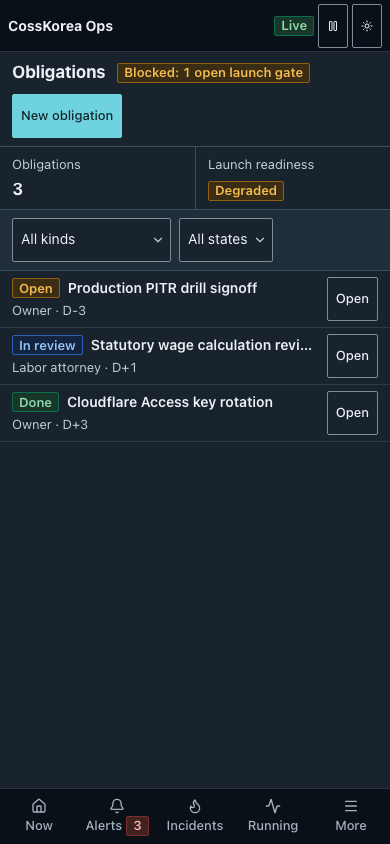 CossKorea Ops
Live
Obligations
Blocked: 1 open launch gate
New obligation
Obligations
3
Launch readiness
Degraded
All kinds
All states
Open
Production PITR drill signoff
Owner · D-3
Open
In review
Statutory wage calculation revi...
Labor attorney · D+1
Open
Done
Cloudflare Access key rotation
Owner · D+3
Open
Now
Alerts 3
Incidents
Running
More